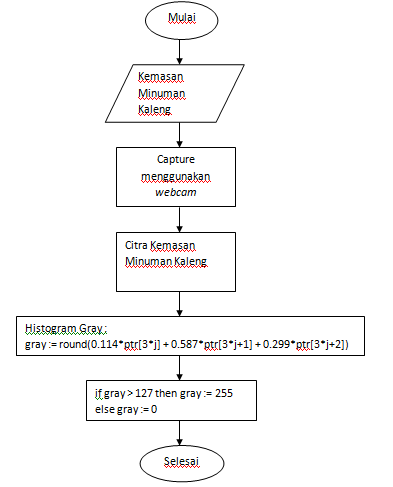 Mulai
Kemasan
Minuman
Kaleng
Capture
menggunakan
webcam
Citra Kemasan
Minuman Kaleng
Histogram Gray :
gray := round(0.114*ptr[3*j] + 0.587*ptr[3*j+1] + 0.299*ptr[3*j+2])
if gray > 127 then gray := 255
else gray := 0
Selesai